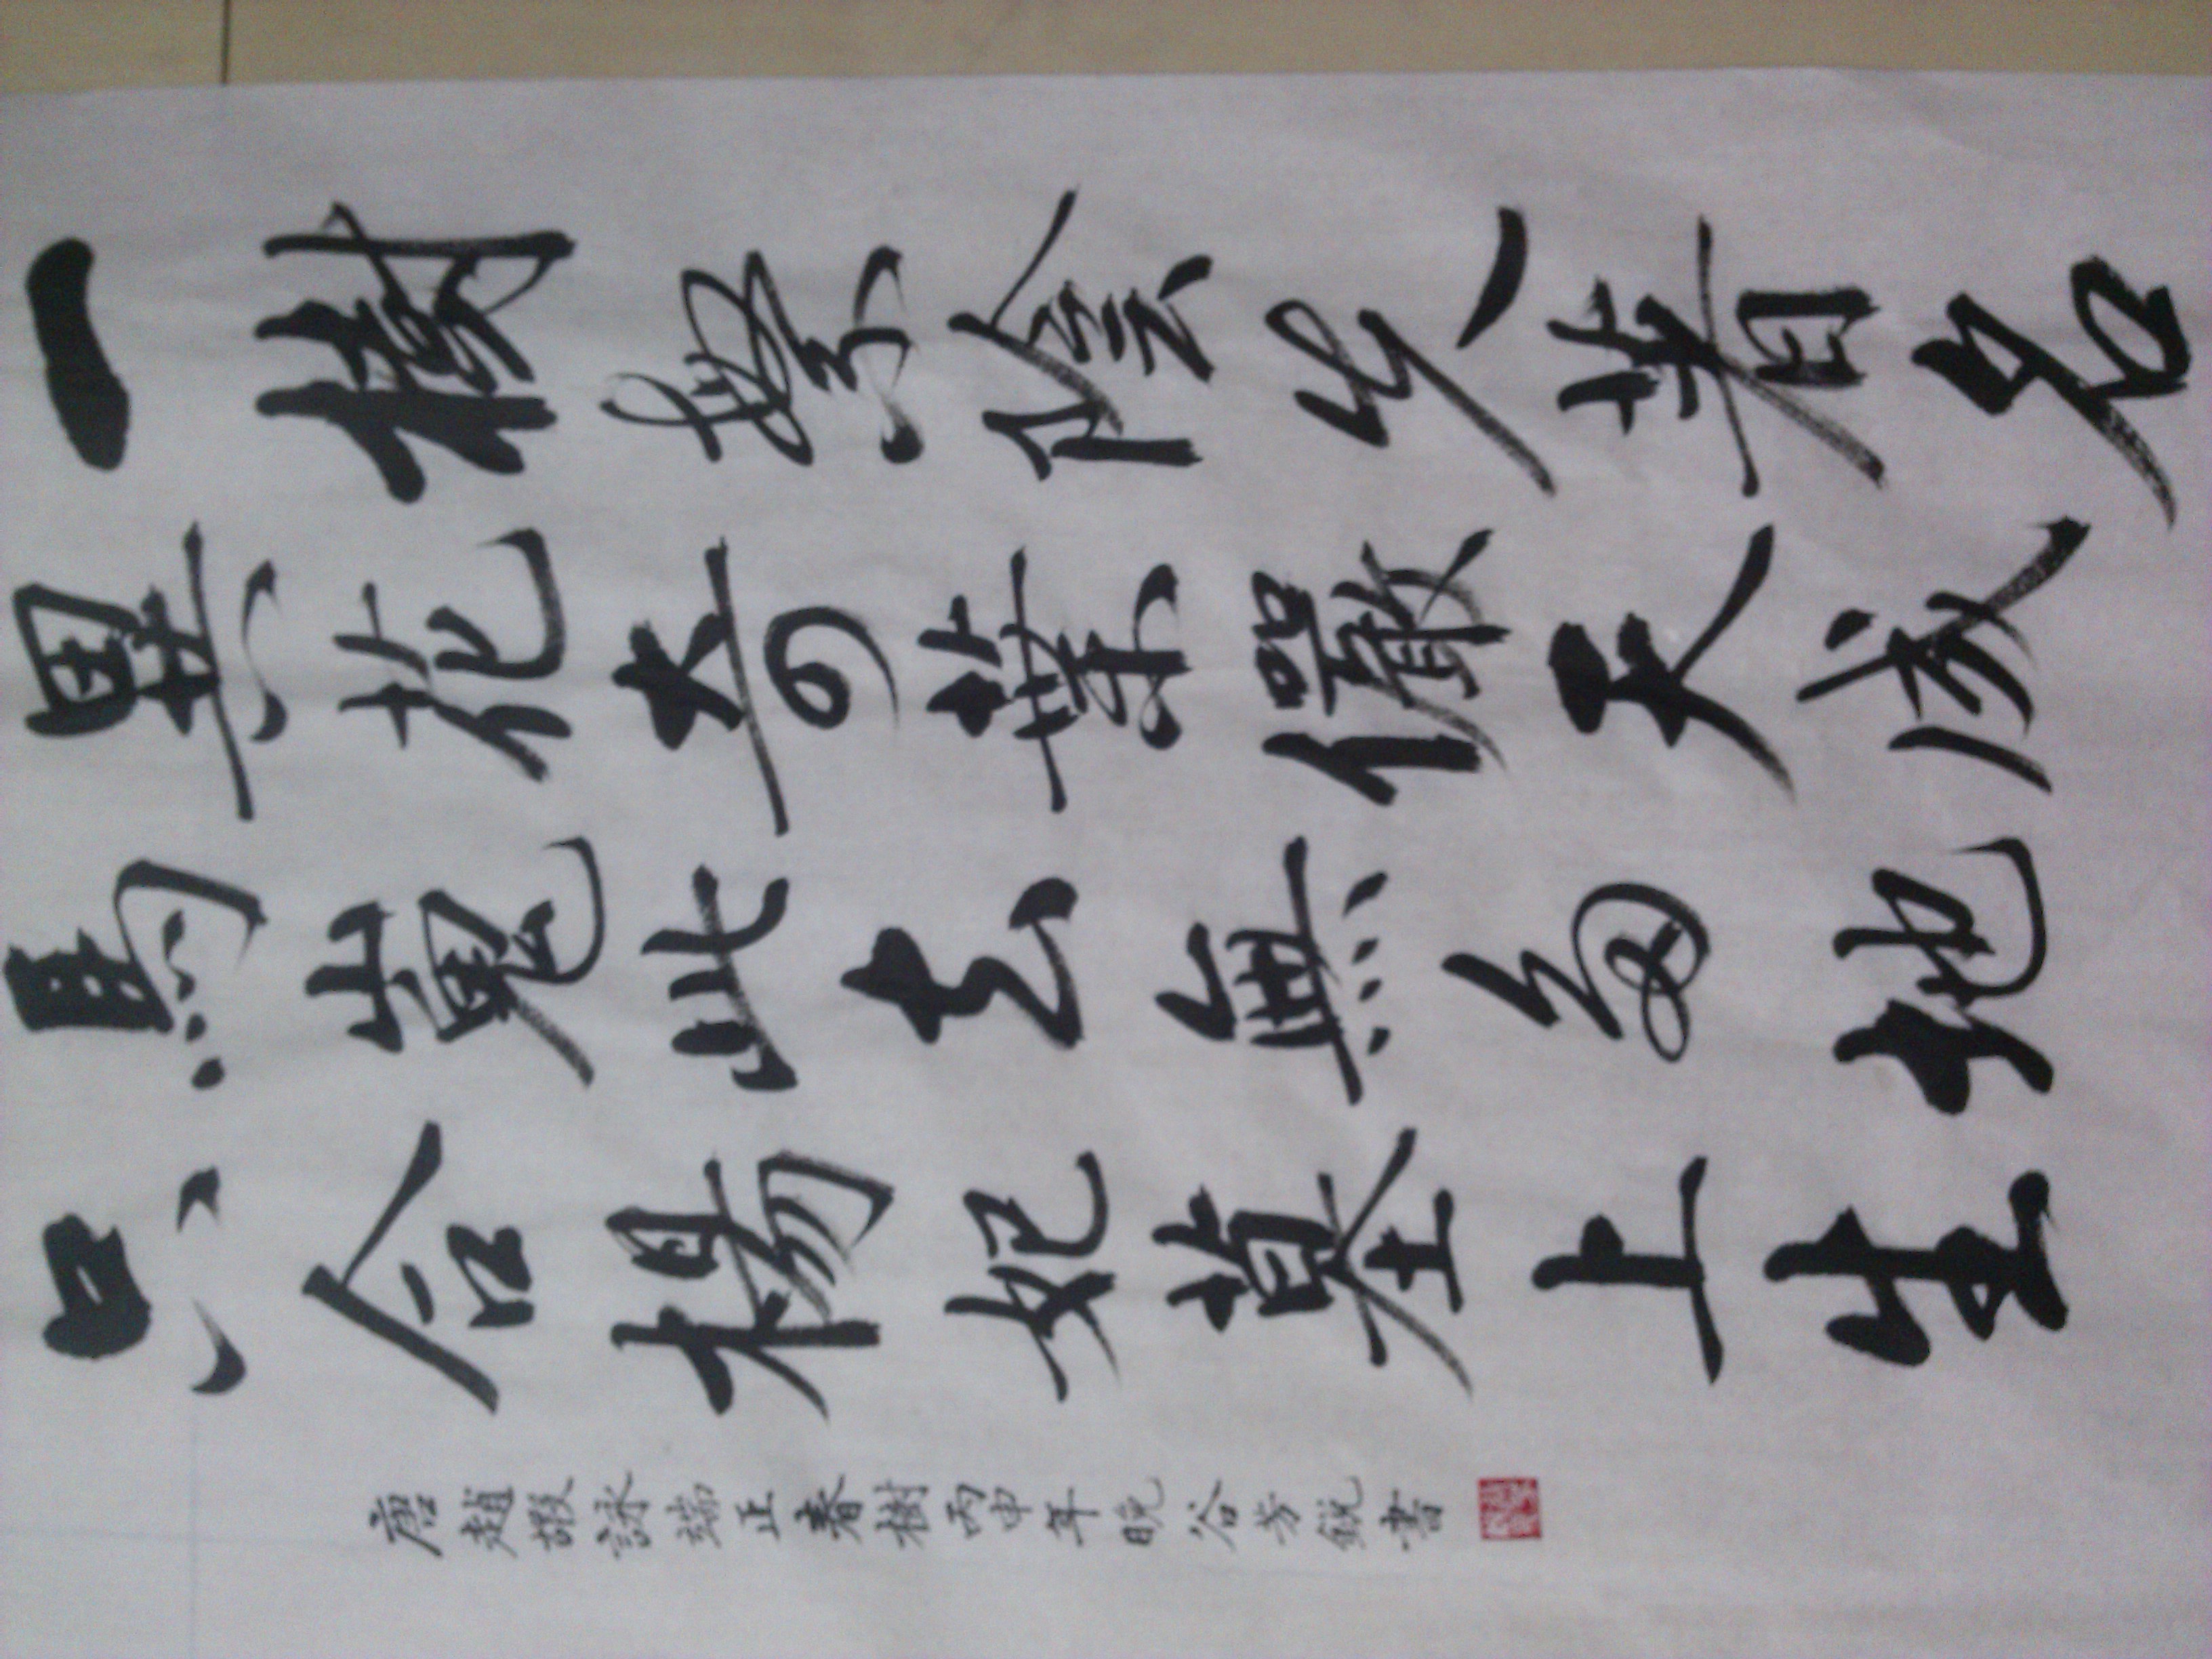 一樹繁陰先著名
異花奇葉儼天成
馬嵬此去無多地
只合楊妃墓上生
唐趙嘏詠端正春樹丙申年晚谷芳銳書